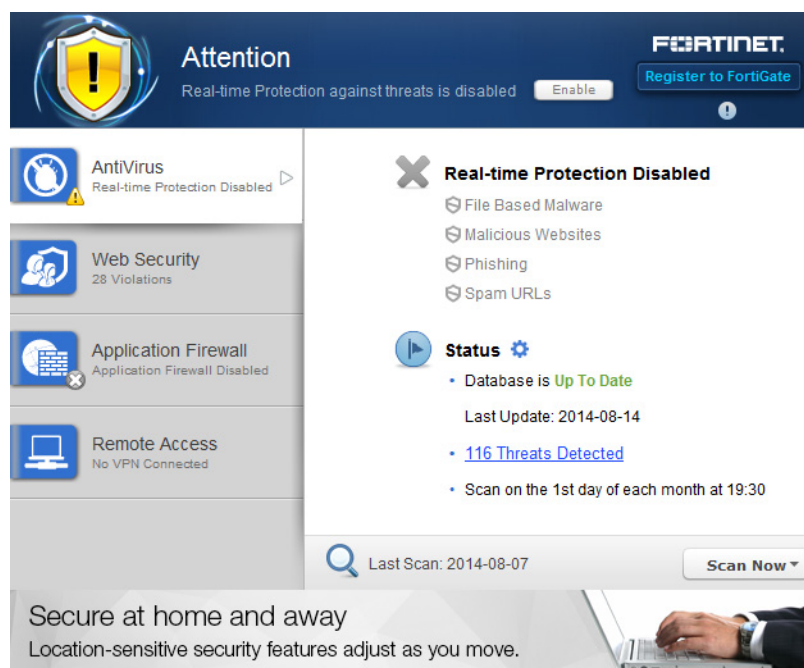 Attention
FORTINET.
Real-time Protection against threats is disabled
Enable
Register to FortiGate
AntiVirus
Real-time Protection Disabled
Web Security
28 Violations
Application Firewall
Application Firewall Disabled
Remote Access
No VPN Connected
Real-time Protection Disabled
File Based Malware
Malicious Websites
Phishing
Spam URLs
Status
• Database is Up To Date
Last Update: 2014-08-14
• 116 Threats Detected
• Scan on the 1st day of each month at 19:30
Last Scan: 2014-08-07
Scan Now
Secure at home and away
Location-sensitive security features adjust as you move.